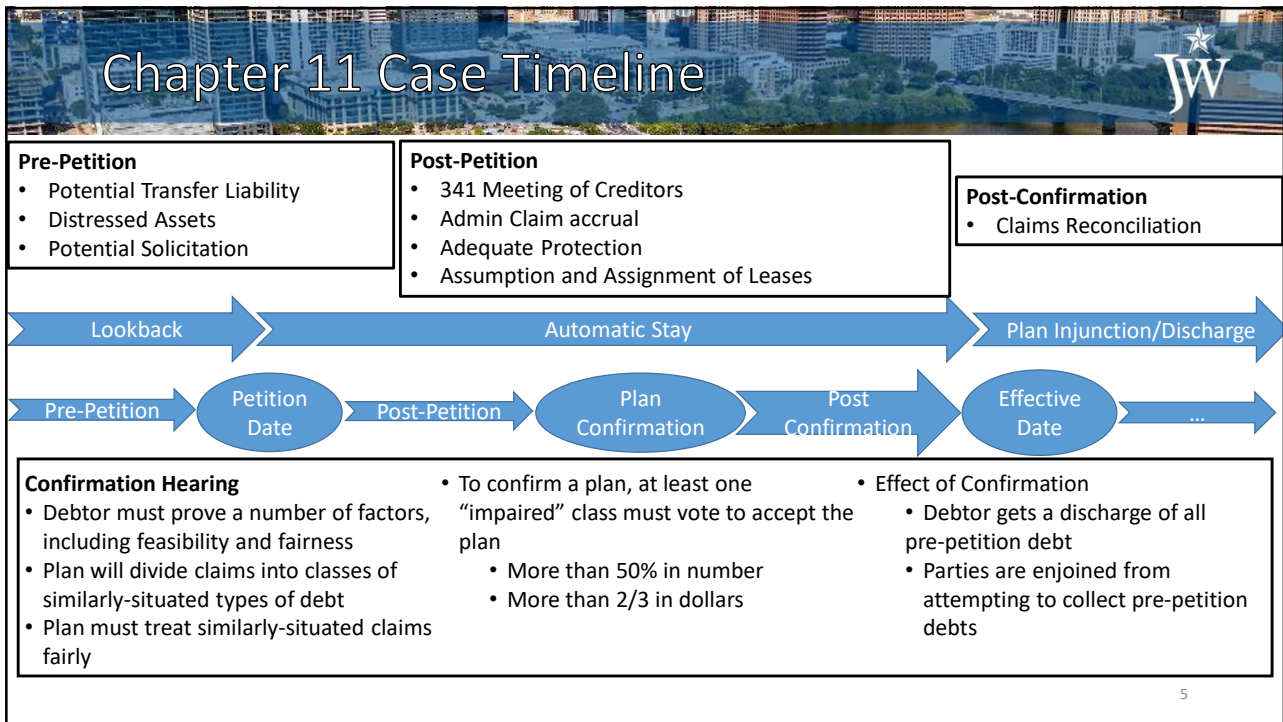 Chapter 11 Case Timeline
JW
Pre-Petition
• Potential Transfer Liability
• Distressed Assets
• Potential Solicitation
Post-Petition
• 341 Meeting of Creditors
• Admin Claim accrual
• Adequate Protection
• Assumption and Assignment of Leases
Post-Confirmation
• Claims Reconciliation
Lookback
Automatic Stay
Plan Injunction/Discharge
Pre-Petition
Petition
Date
Post-Petition
Plan
Confirmation
Post
Confirmation
Effective
Date
...
Confirmation Hearing
• Debtor must prove a number of factors,
including feasibility and fairness
• Plan will divide claims into classes of
similarly-situated types of debt
• Plan must treat similarly-situated claims
fairly
• To confirm a plan, at least one
“impaired” class must vote to accept the
plan
• More than 50% in number
• More than 2/3 in dollars
• Effect of Confirmation
• Debtor gets a discharge of all
pre-petition debt
• Parties are enjoined from
attempting to collect pre-petition
debts
5